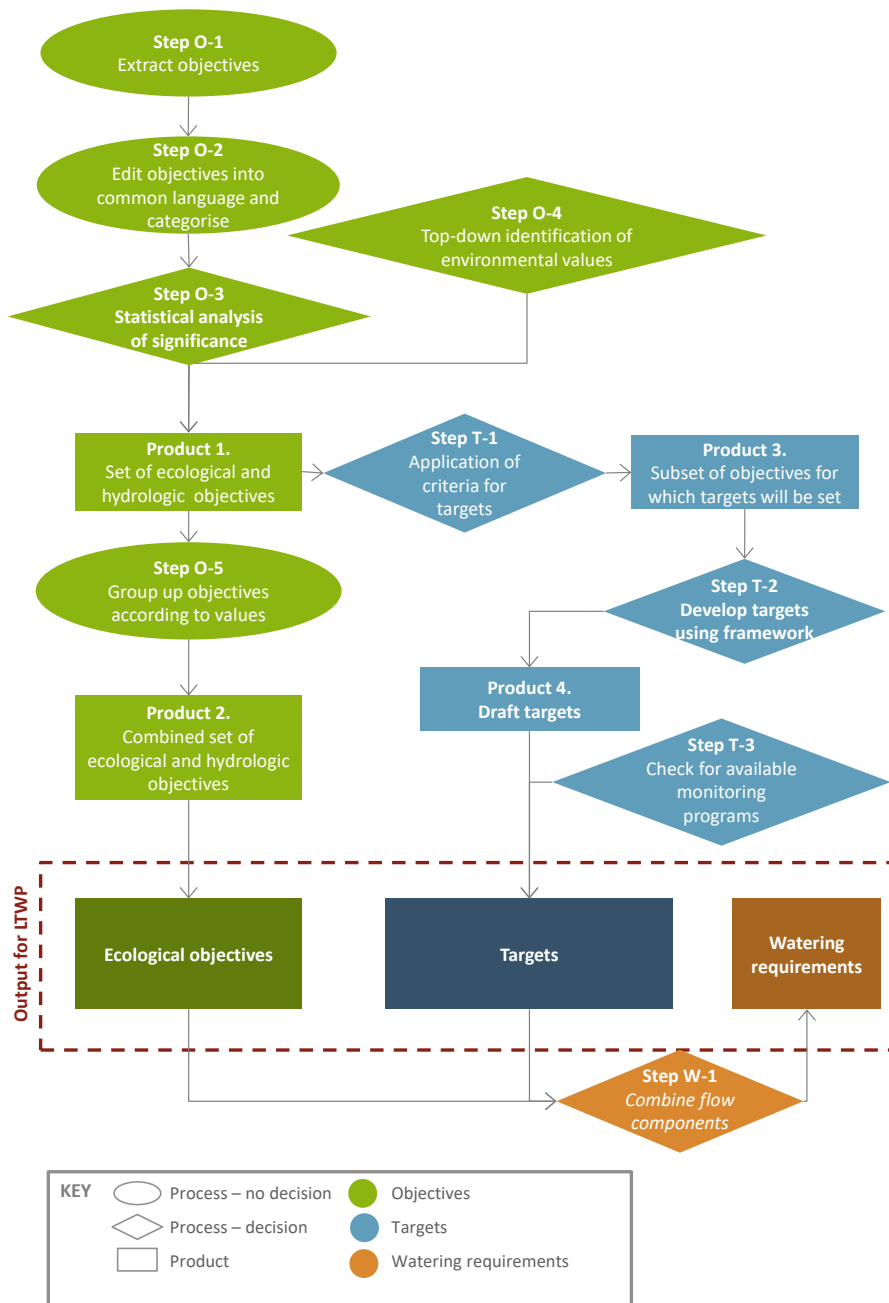 Step O-1
Extract objectives
Step O-2
Edit objectives into
common language and
categorise
Step O-4
Top-down identification of
environmental values
Step O-3
Statistical analysis
of significance
Product 1.
Set of ecological and
hydrologic objectives
Step T-1
Application of
criteria for
targets
Product 3.
Subset of objectives for
which targets will be set
Step O-5
Group up objectives
according to values
Step T-2
Develop targets
using framework
Product 4.
Draft targets
Product 2.
Combined set of
ecological and hydrologic
objectives
Step T-3
Check for available
monitoring
programs
Output for LTWP
Ecological objectives
Targets
Watering
requirements
Step W-1
Combine flow
components
KEY
Process – no decision
Objectives
Process – decision
Targets
Product
Watering requirements